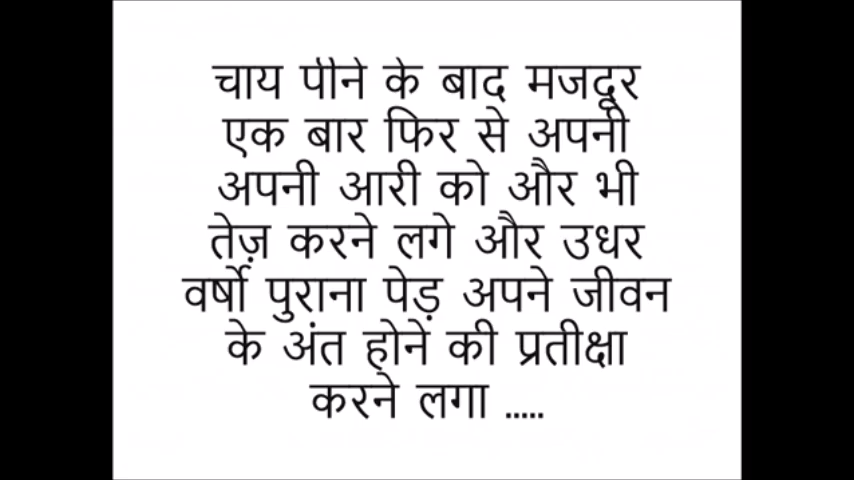 चाय पीने के बाद मजदूर
एक बार फिर से अपनी
अपनी आरी को और भी
तेज़ करने लगे और उधर
वर्षो पुराना पेड़ अपने जीवन
के अंत होने की प्रतीक्षा
करने लगा .....